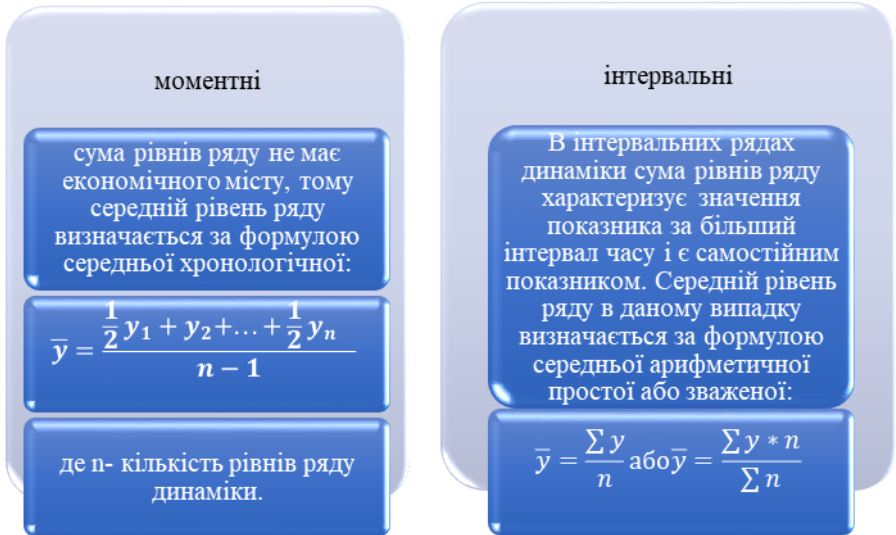 моментні
сума рівнів ряду не має
економічного місту, тому
середній рівень ряду
визначається за формулою
середньої хронологічної:
y̅ = (1/2 y₁ + y₂+...+ 1/2 yₙ) / (n − 1)
де n- кількість рівнів ряду
динаміки.
інтервальні
В інтервальних рядах
динаміки сума рівнів ряду
характеризує значення
показника за більший
інтервал часу і є самостійним
показником. Середній рівень
ряду в даному випадку
визначається за формулою
середньої арифметичної
простої або зваженої:
y̅ = ∑ y / n або y̅ = ∑ y * n / ∑ n